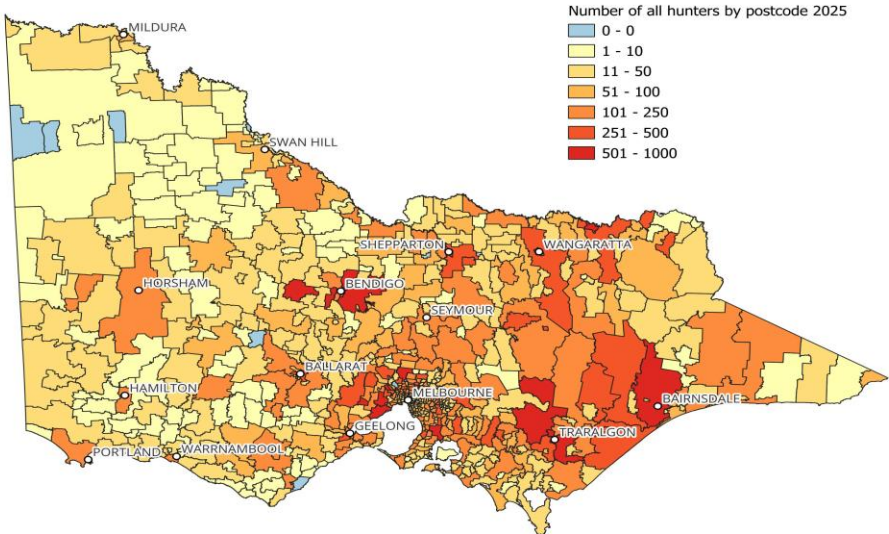 Number of all hunters by postcode 2025
0 - 0
1 - 10
11 - 50
51 - 100
101 - 250
251 - 500
501 - 1000
MILDURA
SWAN HILL
SHEPPARTON
WANGARATTA
HORSHAM
BENDIGO
SEYMOUR
BALLARAT
HAMILTON
MELBOURNE
BAIRNSDALE
GEELONG
TRARALGON
PORTLAND
WARRNAMBOOL